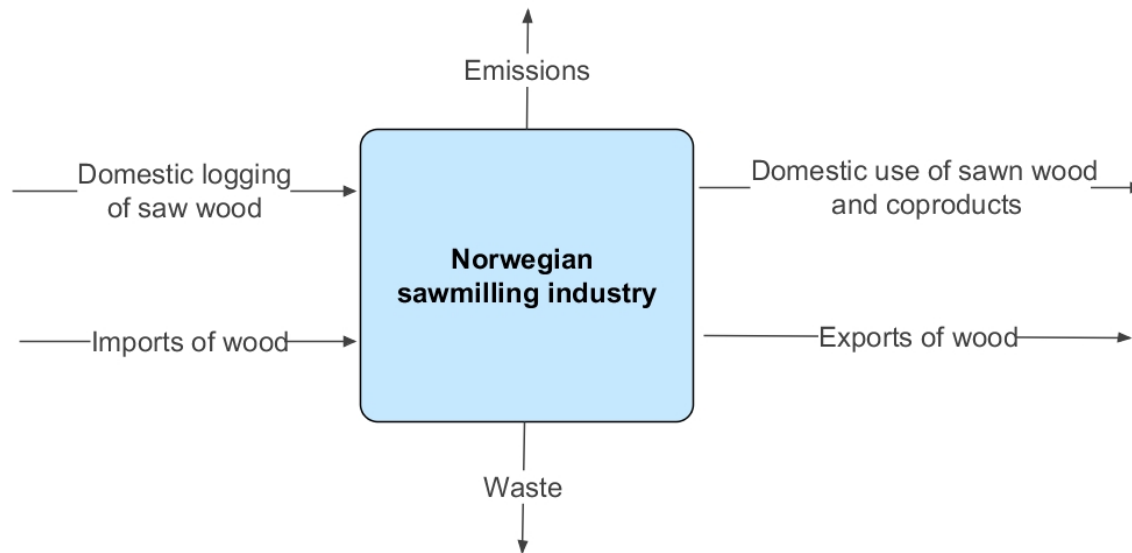 Emissions
Domestic logging
of saw wood
Domestic use of sawn wood
and coproducts
Norwegian
sawmilling industry
Imports of wood
Exports of wood
Waste